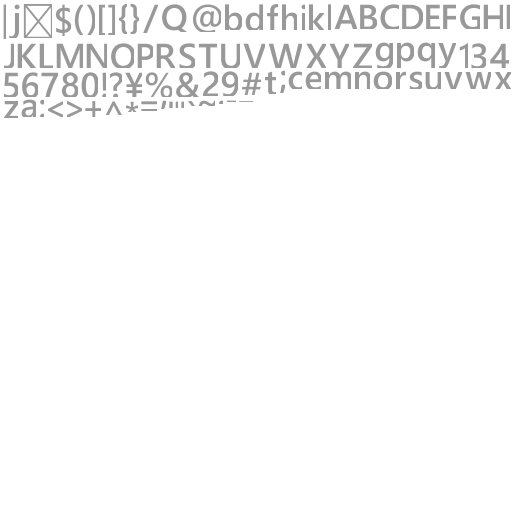 |j$()[]{}/Q@bdfhiklABCDEFGHI
JKLMNOPRSTUVWXYZgpqy134
56780!?¥%&29#t;cemnorsuvwx
za:<>+^*=